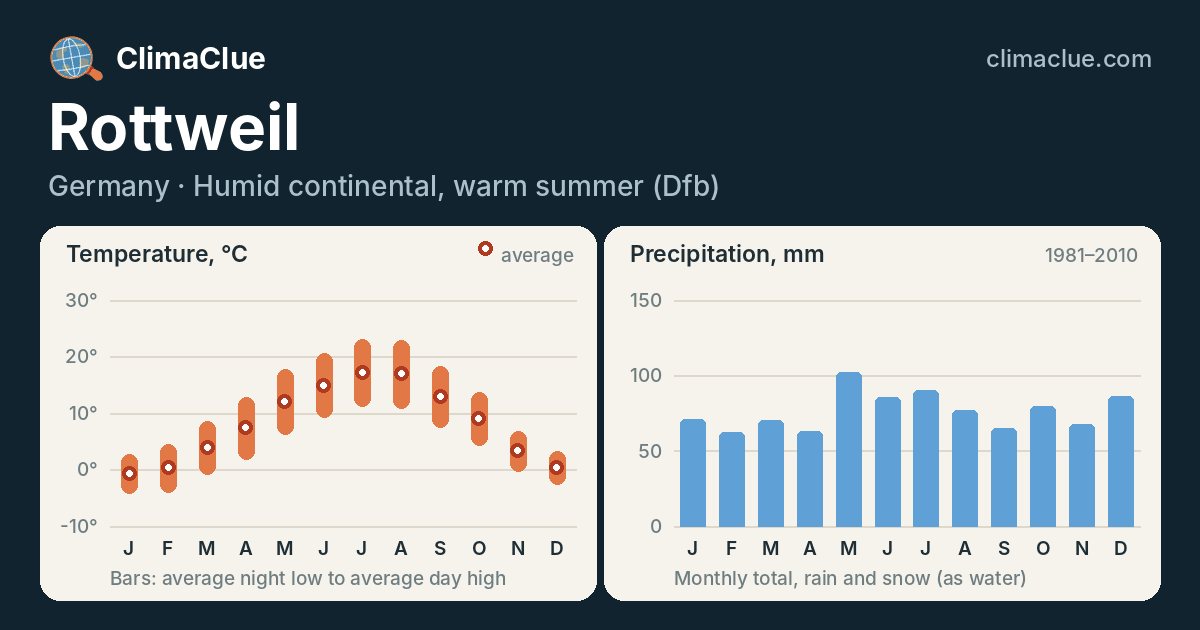 ClimaClue
climaclue.com
Rottweil
Germany · Humid continental, warm summer (Dfb)
Temperature, °C
average
30°
20°
10°
0°
-10°
J F M A M J J A S O N D
Bars: average night low to average day high
Precipitation, mm
1981–2010
150
100
50
0
J F M A M J J A S O N D
Monthly total, rain and snow (as water)